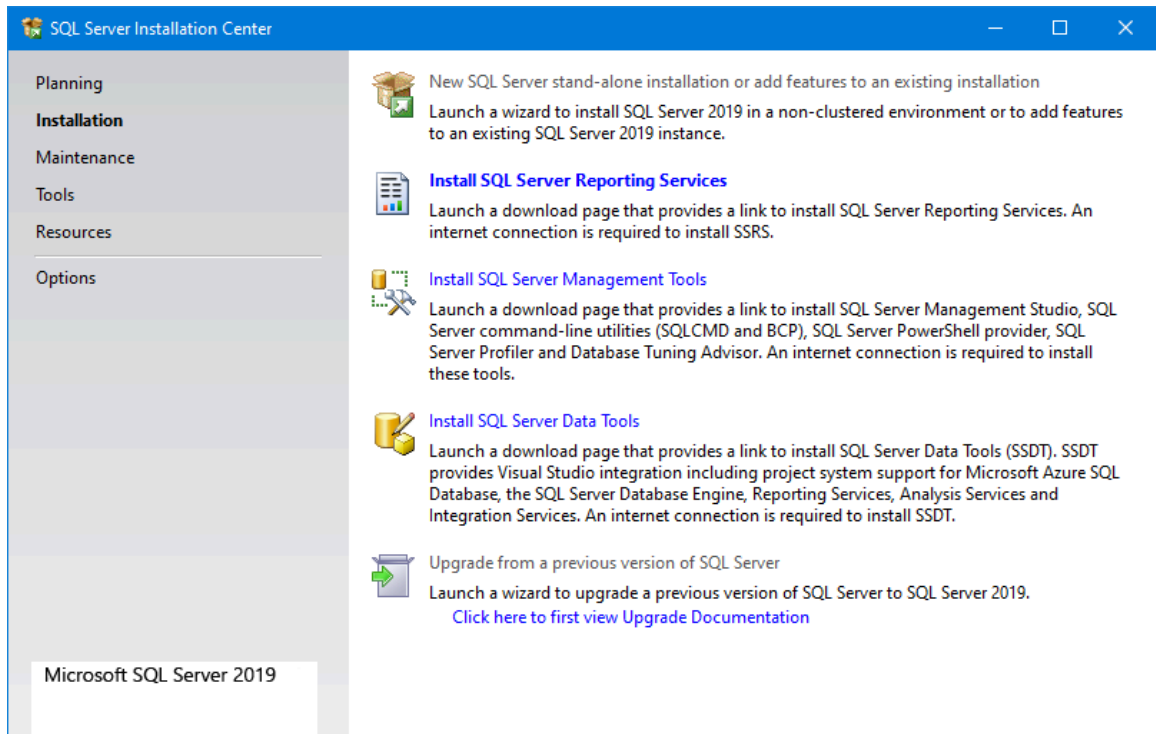 SQL Server Installation Center
Planning
Installation
Maintenance
Tools
Resources
Options
Microsoft SQL Server 2019
New SQL Server stand-alone installation or add features to an existing installation
Launch a wizard to install SQL Server 2019 in a non-clustered environment or to add features
to an existing SQL Server 2019 instance.
Install SQL Server Reporting Services
Launch a download page that provides a link to install SQL Server Reporting Services. An
internet connection is required to install SSRS.
Install SQL Server Management Tools
Launch a download page that provides a link to install SQL Server Management Studio, SQL
Server command-line utilities (SQLCMD and BCP), SQL Server PowerShell provider, SQL
Server Profiler and Database Tuning Advisor. An internet connection is required to install
these tools.
Install SQL Server Data Tools
Launch a download page that provides a link to install SQL Server Data Tools (SSDT). SSDT
provides Visual Studio integration including project system support for Microsoft Azure SQL
Database, the SQL Server Database Engine, Reporting Services, Analysis Services and
Integration Services. An internet connection is required to install SSDT.
Upgrade from a previous version of SQL Server
Launch a wizard to upgrade a previous version of SQL Server to SQL Server 2019.
Click here to first view Upgrade Documentation